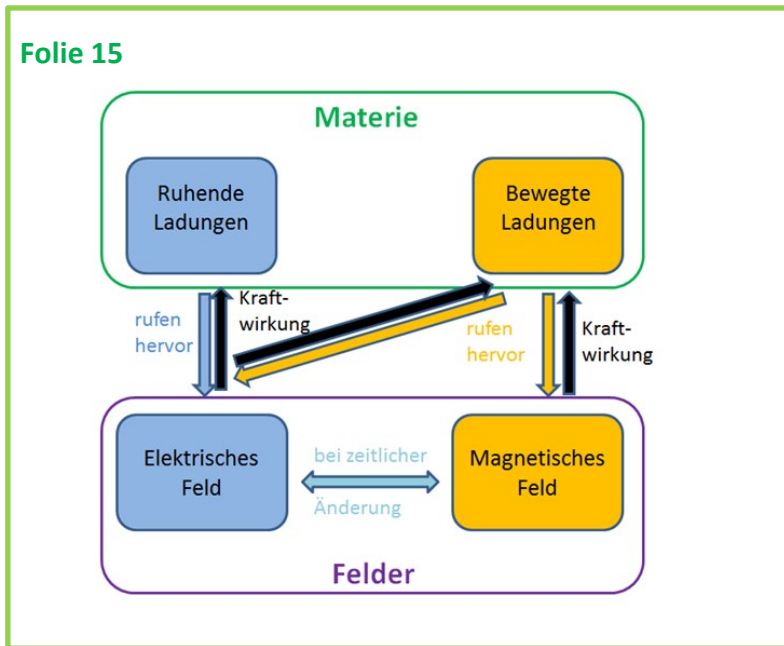 Folie 15
Materie
Ruhende
Ladungen
Bewegte
Ladungen
rufen
hervor
Kraft-
wirkung
rufen
hervor
Kraft-
wirkung
Elektrisches
Feld
bei zeitlicher
Änderung
Magnetisches
Feld
Felder